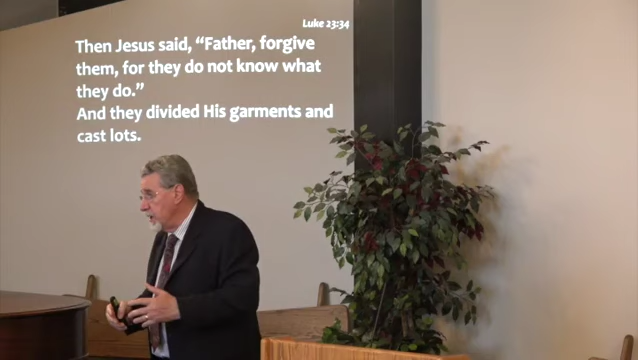 Luke 23:34
Then Jesus said, “Father, forgive
them, for they do not know what
they do.”
And they divided His garments and
cast lots.